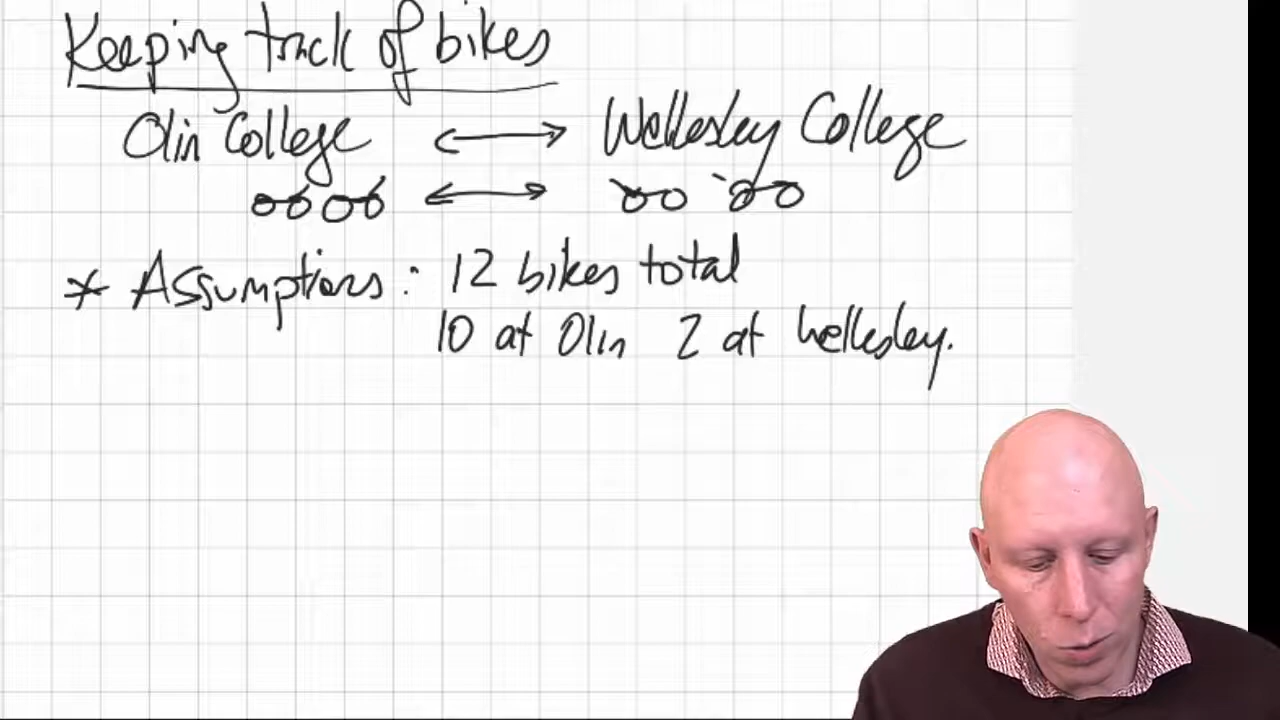 Keeping track of bikes
Olin College ↔ Wellesley College
* Assumptions: 12 bikes total
10 at Olin 2 at Wellesley.